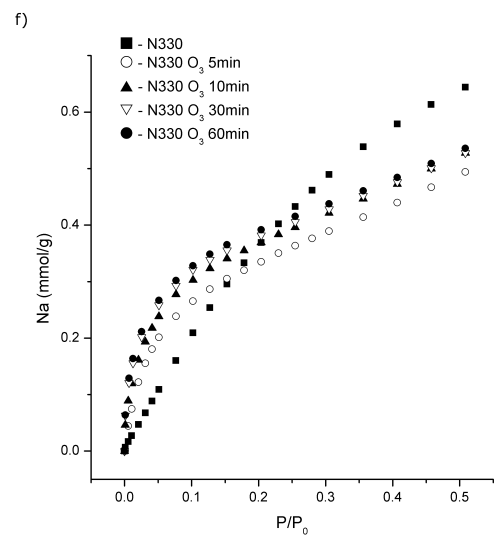 f)
- N330
- N330 O3 5min
- N330 O3 10min
- N330 O3 30min
- N330 O3 60min
0.6
0.4
0.2
0.0
Na (mmol/g)
0.0 0.1 0.2 0.3 0.4 0.5
P/P0